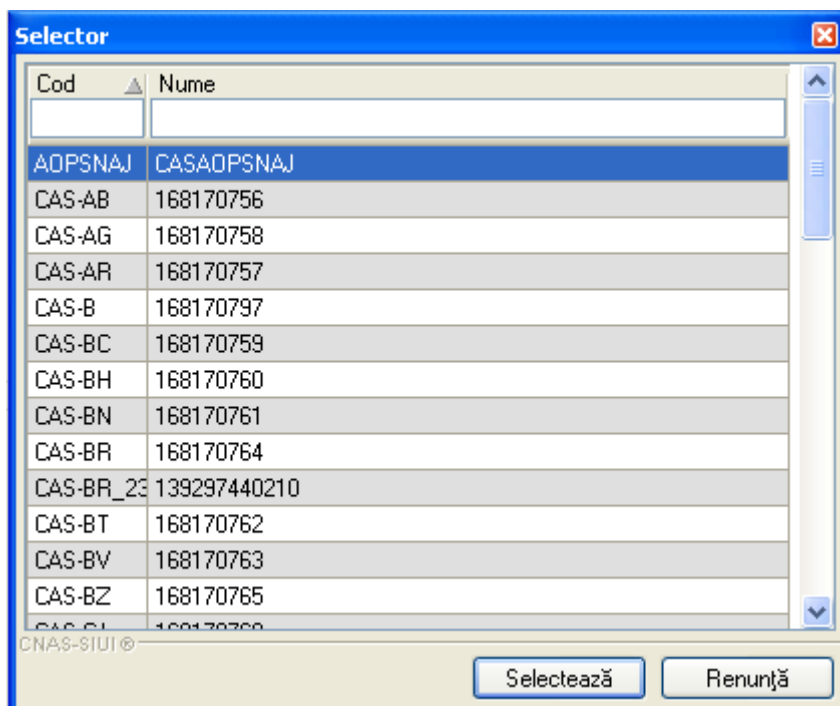 Selector
Cod Nume
AOPSNAJ CASAOPSNAJ
CAS-AB 168170756
CAS-AG 168170758
CAS-AR 168170757
CAS-B 168170797
CAS-BC 168170759
CAS-BH 168170760
CAS-BN 168170761
CAS-BR 168170764
CAS-BR_23 139297440210
CAS-BT 168170762
CAS-BV 168170763
CAS-BZ 168170765
CNAS-SIUI®
Selectează Renunţă